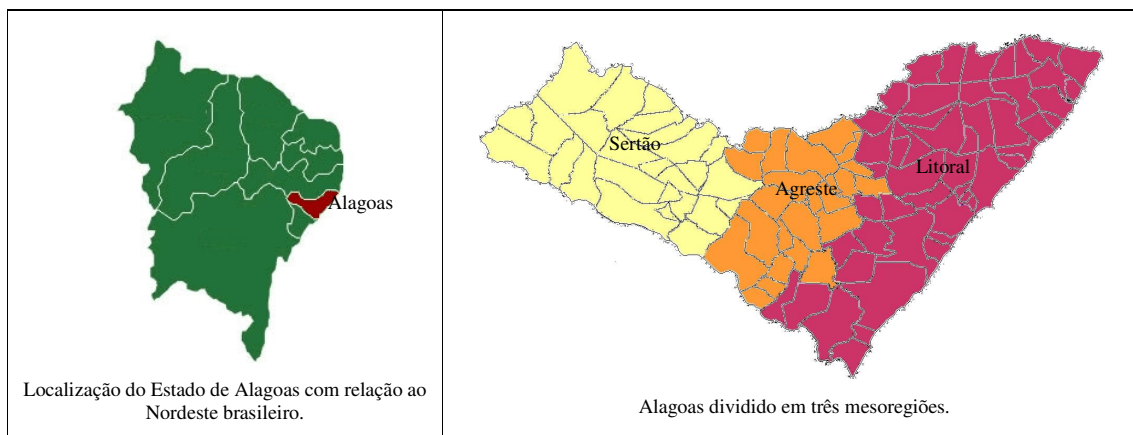 Alagoas
Localização do Estado de Alagoas com relação ao
Nordeste brasileiro.
Sertão
Agreste
Litoral
Alagoas dividido em três mesoregiões.